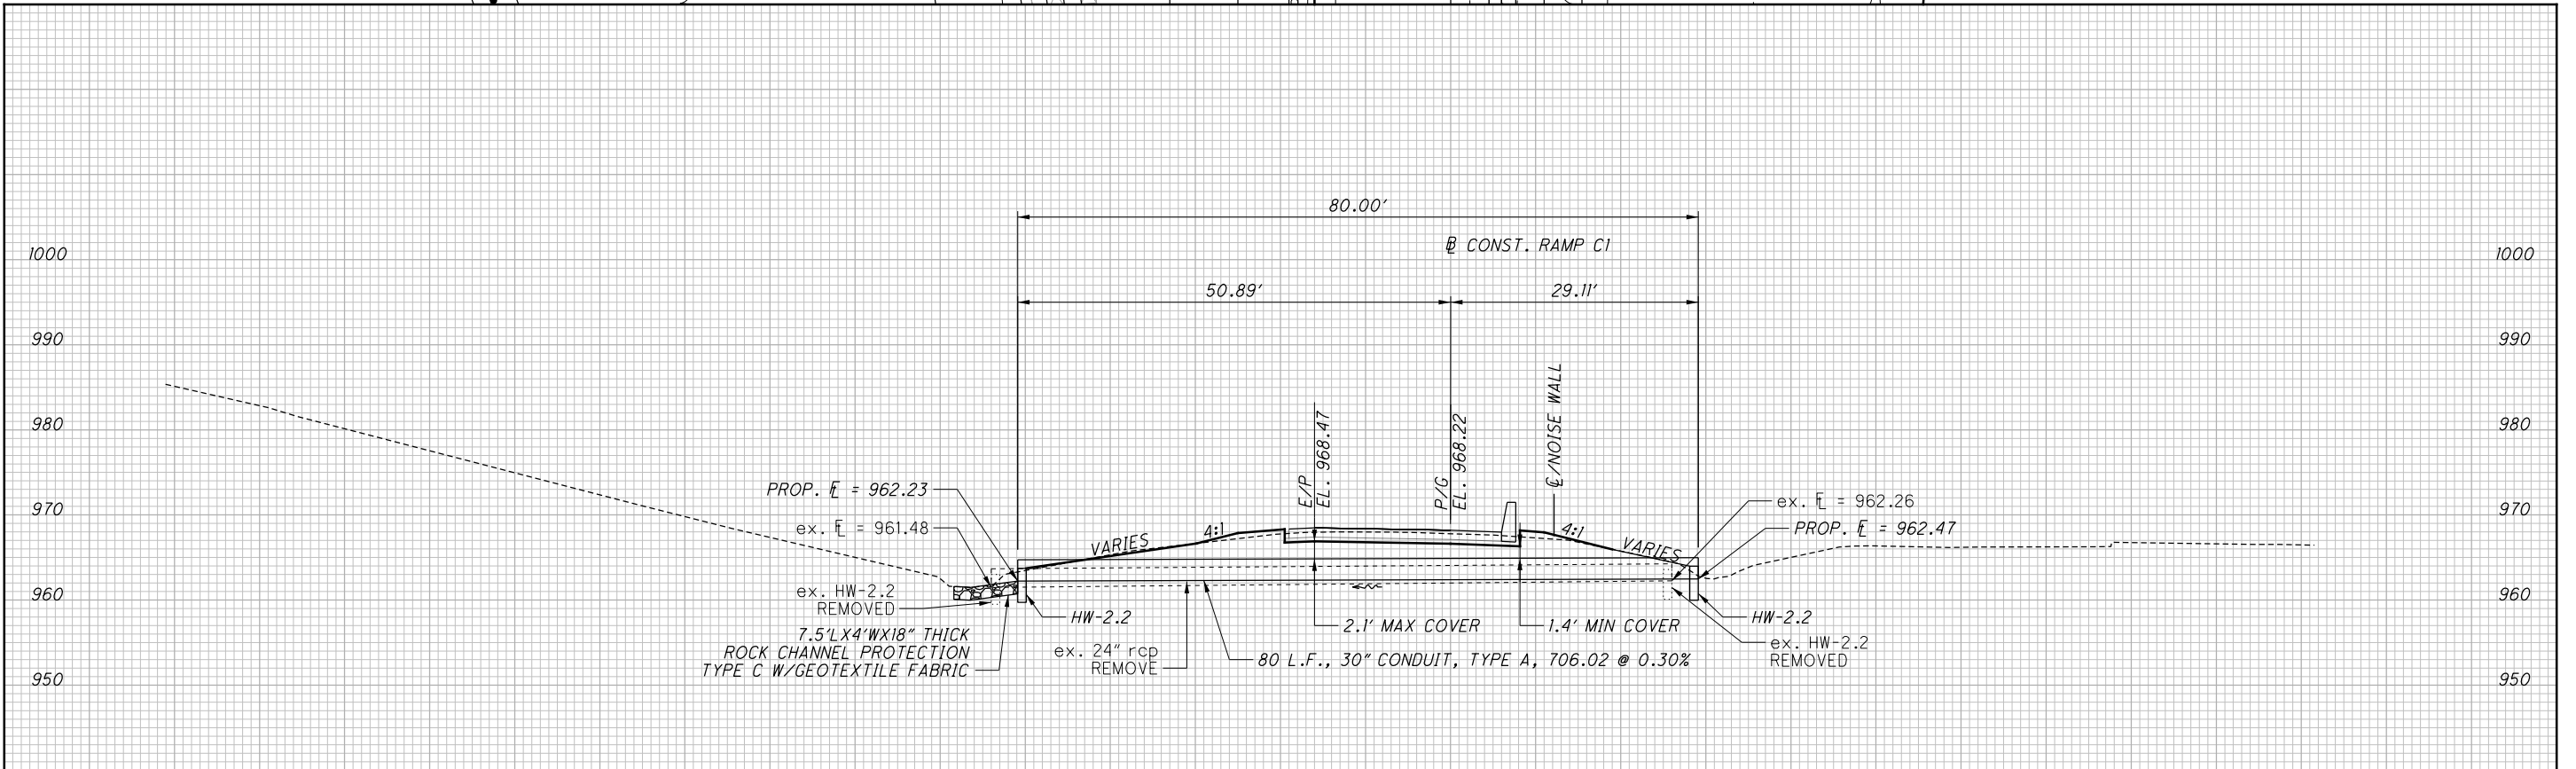 80.00'
℄ CONST. RAMP C1
1000
1000
50.89'
29.11'
990
990
980
980
E/P
EL. 968.47
P/G
EL. 968.22
℄/NOISE WALL
PROP. FL = 962.23
ex. FL = 961.48
970
970
ex. FL = 962.26
PROP. FL = 962.47
VARIES
4:1
4:1
VARIES
960
960
ex. HW-2.2
REMOVED
HW-2.2
7.5'LX4'WX18" THICK
ROCK CHANNEL PROTECTION
TYPE C W/GEOTEXTILE FABRIC
ex. 24" rcp
REMOVE
2.1' MAX COVER
1.4' MIN COVER
80 L.F., 30" CONDUIT, TYPE A, 706.02 @ 0.30%
HW-2.2
ex. HW-2.2
REMOVED
950
950